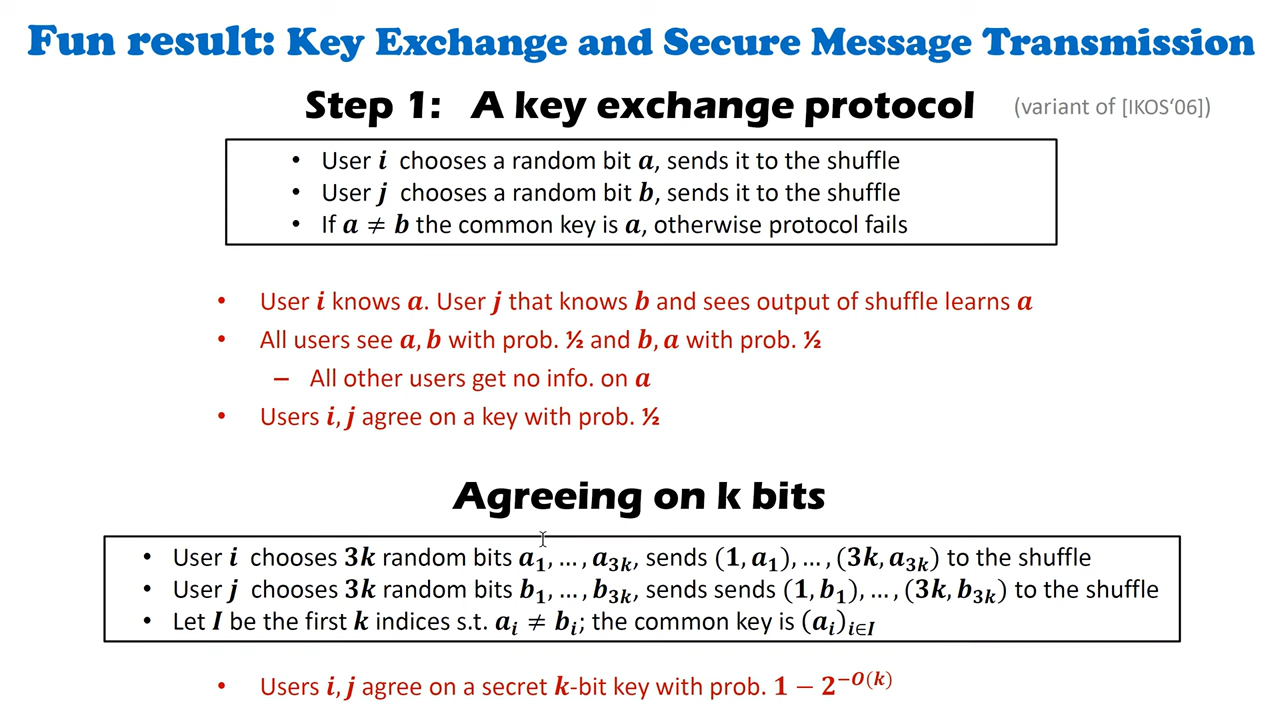 Fun result: Key Exchange and Secure Message Transmission
Step 1: A key exchange protocol (variant of [IKOS‘06])
• User i chooses a random bit a, sends it to the shuffle
• User j chooses a random bit b, sends it to the shuffle
• If a ≠ b the common key is a, otherwise protocol fails
• User i knows a. User j that knows b and sees output of shuffle learns a
• All users see a, b with prob. ½ and b, a with prob. ½
– All other users get no info. on a
• Users i, j agree on a key with prob. ½
Agreeing on k bits
• User i chooses 3k random bits a₁, … , a₃ₖ, sends (1, a₁), … , (3k, a₃ₖ) to the shuffle
• User j chooses 3k random bits b₁, … , b₃ₖ, sends sends (1, b₁), … , (3k, b₃ₖ) to the shuffle
• Let I be the first k indices s.t. aᵢ ≠ bᵢ; the common key is (aᵢ)ᵢ∈I
• Users i, j agree on a secret k-bit key with prob. 1 − 2^{−O(k)}